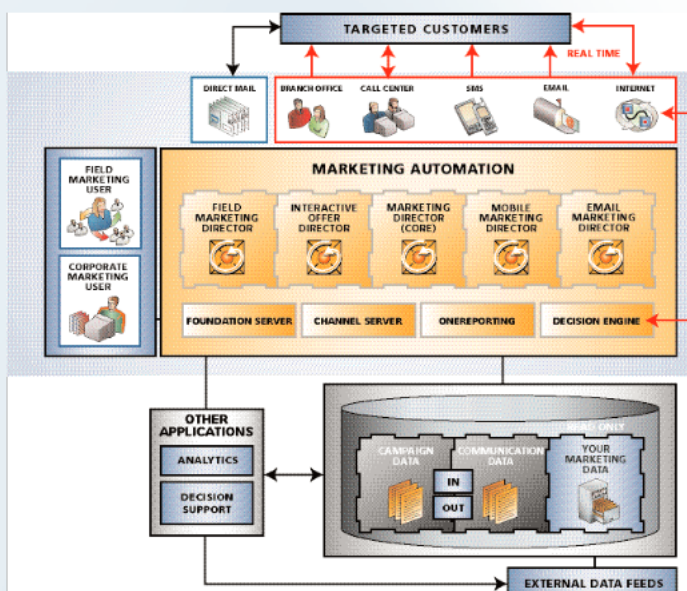 TARGETED CUSTOMERS
REAL TIME
DIRECT MAIL
BRANCH OFFICE
CALL CENTER
SMS
EMAIL
INTERNET
FIELD
MARKETING
USER
CORPORATE
MARKETING
USER
MARKETING AUTOMATION
FIELD
MARKETING
DIRECTOR
INTERACTIVE
OFFER
DIRECTOR
MARKETING
DIRECTOR
(CORE)
MOBILE
MARKETING
DIRECTOR
EMAIL
MARKETING
DIRECTOR
FOUNDATION SERVER
CHANNEL SERVER
ONEREPORTING
DECISION ENGINE
OTHER
APPLICATIONS
ANALYTICS
DECISION
SUPPORT
READ ONLY
CAMPAIGN
DATA
COMMUNICATION
DATA
YOUR
MARKETING
DATA
IN
OUT
EXTERNAL DATA FEEDS